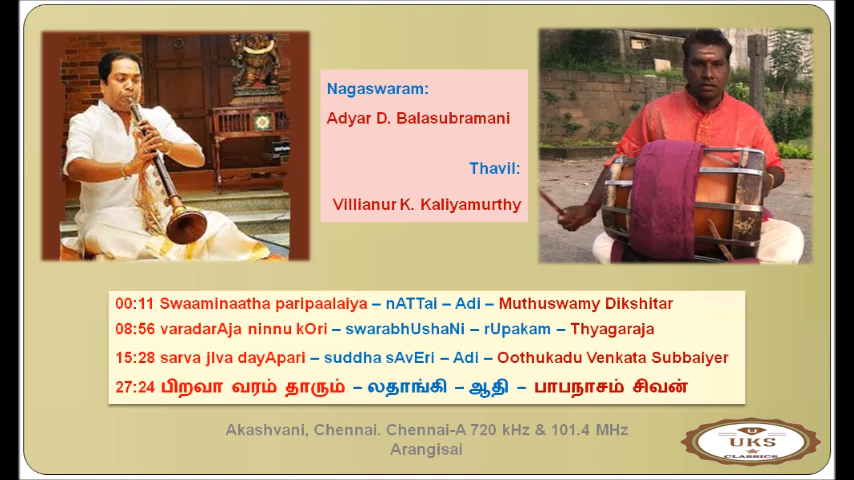 Nagaswaram:
Adyar D. Balasubramani
Thavil:
Villianur K. Kaliyamurthy
00:11 Swaaminaatha paripaalaiya – nATTai – Adi – Muthuswamy Dikshitar
08:56 varadarAja ninnu kOri – swarabhUshaNi – rUpakam – Thyagaraja
15:28 sarva jIva dayApari – suddha sAvEri – Adi – Oothukadu Venkata Subbaiyer
27:24 பிறவா வரம் தாரும் – லதாங்கி – ஆதி – பாபநாசம் சிவன்
Akashvani, Chennai. Chennai-A 720 kHz & 101.4 MHz
Arangisai
U
UKS
CLASSICS